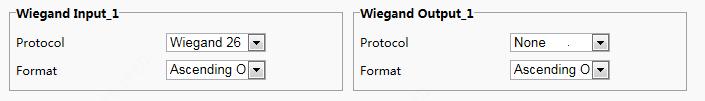 Wiegand Input_1
Protocol Wiegand 26
Format Ascending O
Wiegand Output_1
Protocol None
Format Ascending O